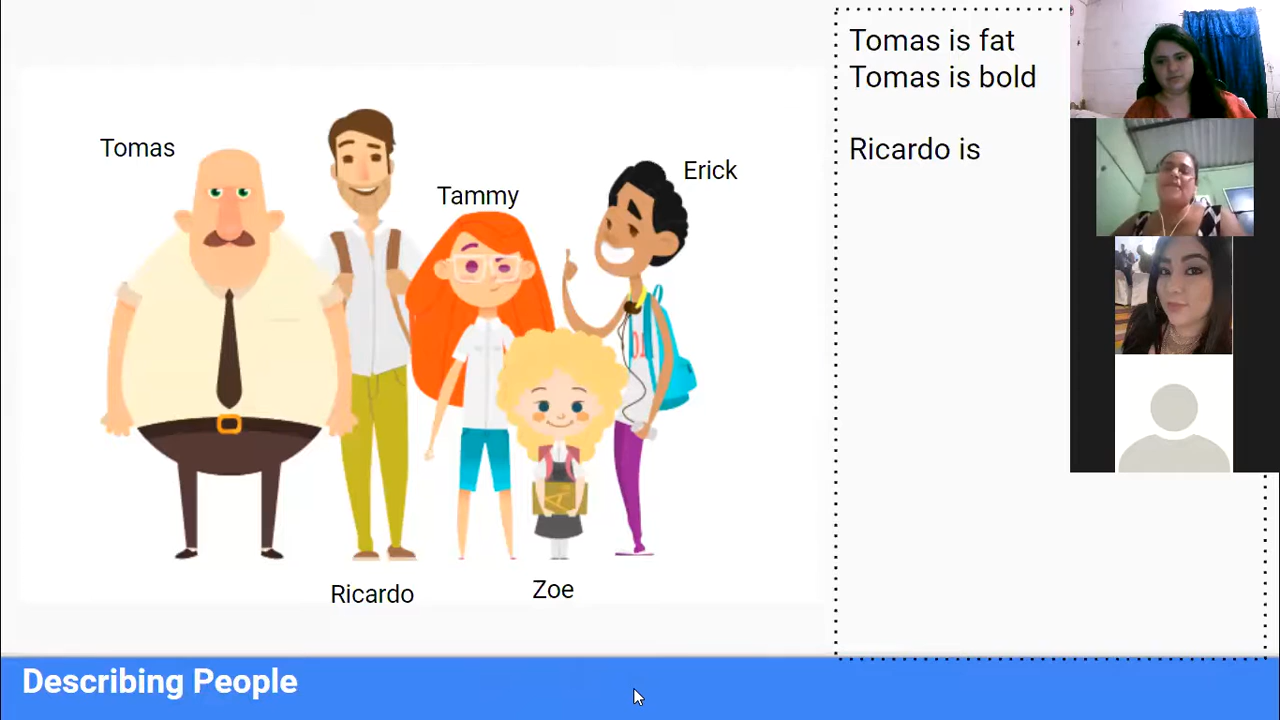 Tomas is fat
Tomas is bold
Ricardo is
Tomas
Erick
Tammy
Ricardo
Zoe
Describing People